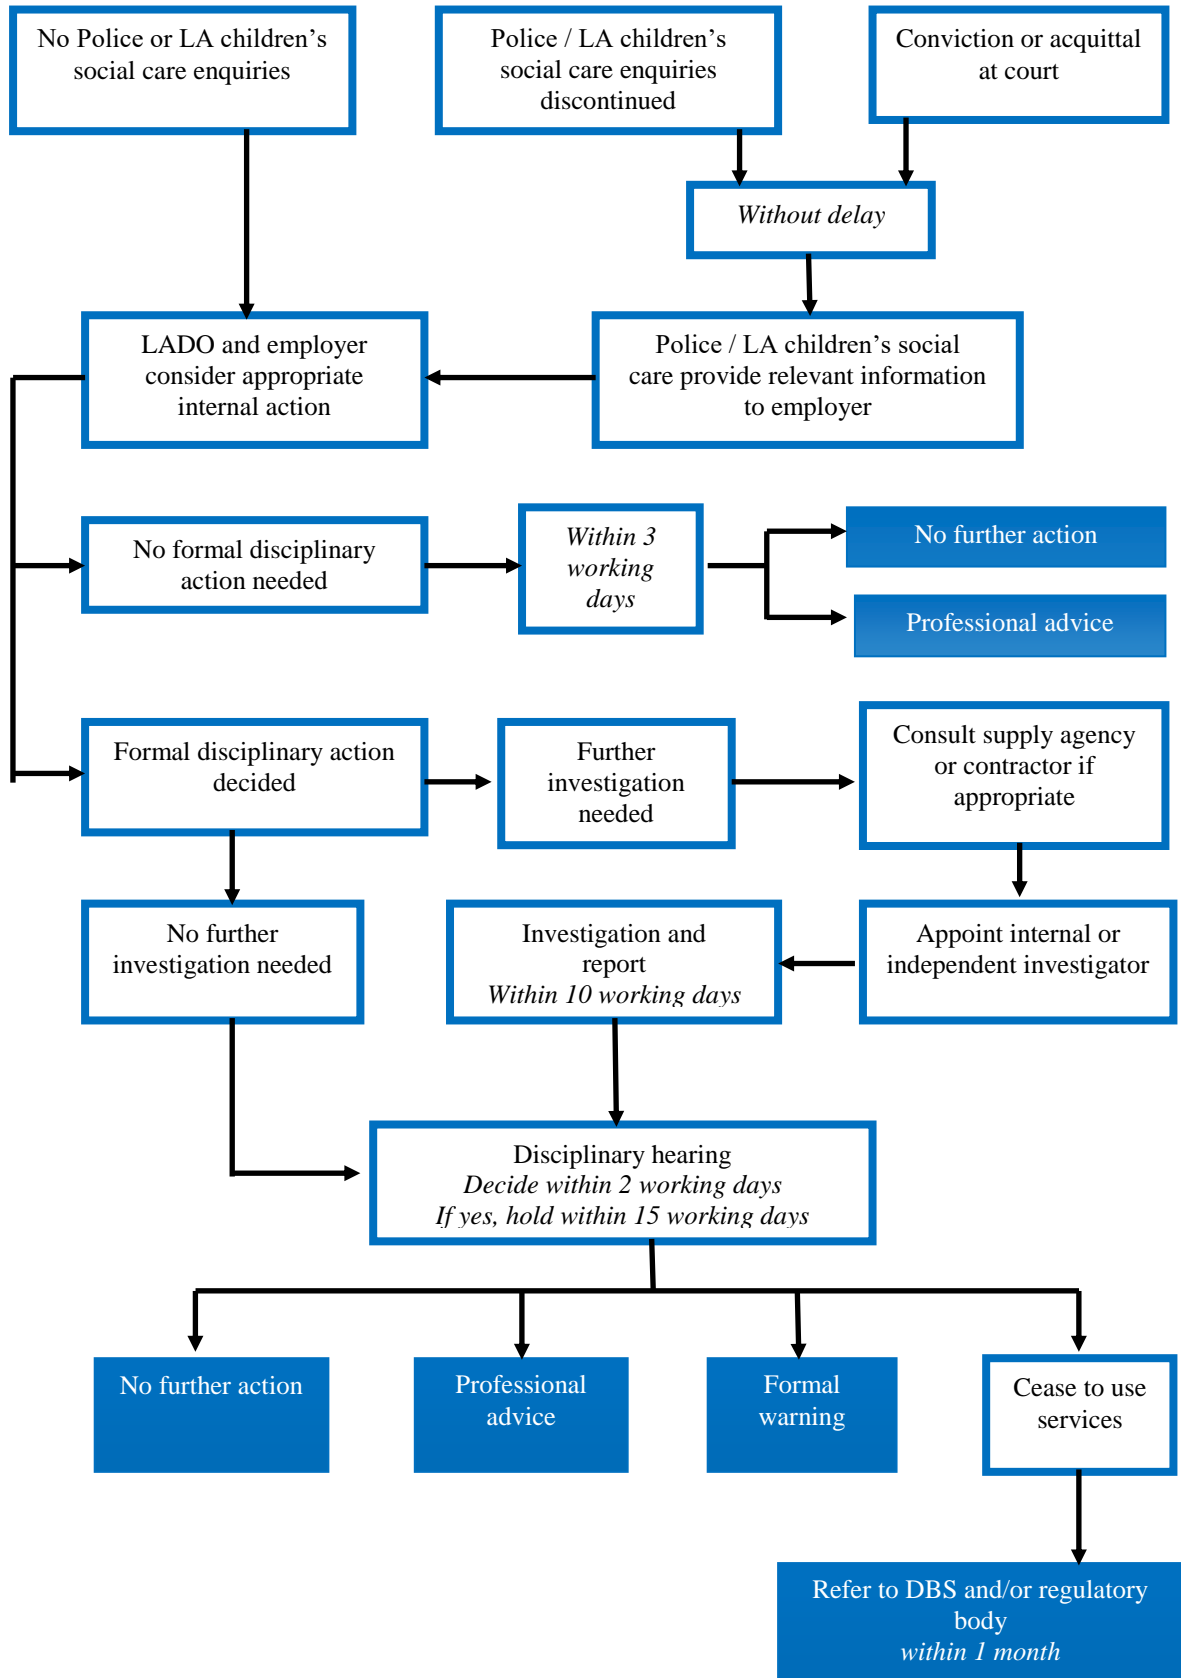 No Police or LA children’s
social care enquiries
Police / LA children’s
social care enquiries
discontinued
Conviction or acquittal
at court
Without delay
LADO and employer
consider appropriate
internal action
Police / LA children’s social
care provide relevant information
to employer
No formal disciplinary
action needed
Within 3
working
days
No further action
Professional advice
Formal disciplinary action
decided
Further
investigation
needed
Consult supply agency
or contractor if
appropriate
No further
investigation needed
Investigation and
report
Within 10 working days
Appoint internal or
independent investigator
Disciplinary hearing
Decide within 2 working days
If yes, hold within 15 working days
No further action
Professional
advice
Formal
warning
Cease to use
services
Refer to DBS and/or regulatory
body
within 1 month